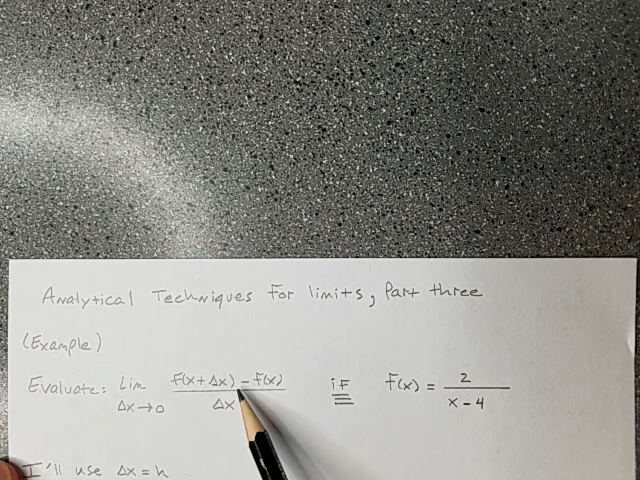 Analytical Techniques for limits, Part three
(Example)
Evaluate: Lim Δx→0 F(x+Δx) – F(x) / Δx if F(x) = 2 / x – 4
I'll use Δx = h